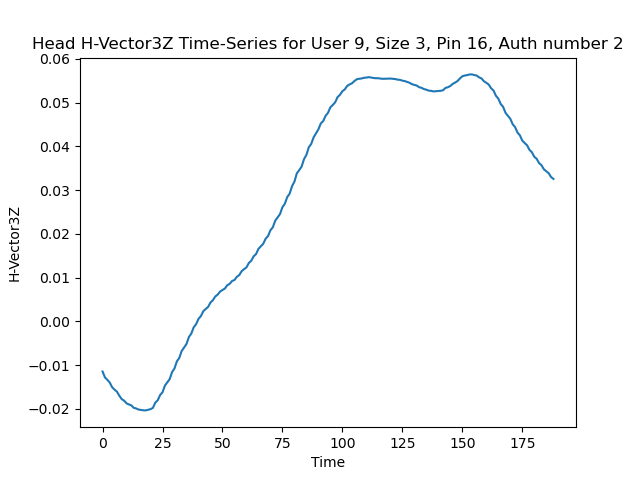 Head H-Vector3Z Time-Series for User 9, Size 3, Pin 16, Auth number 2
0.06
0.05
0.04
0.03
0.02
0.01
0.00
−0.01
−0.02
H-Vector3Z
0 25 50 75 100 125 150 175
Time